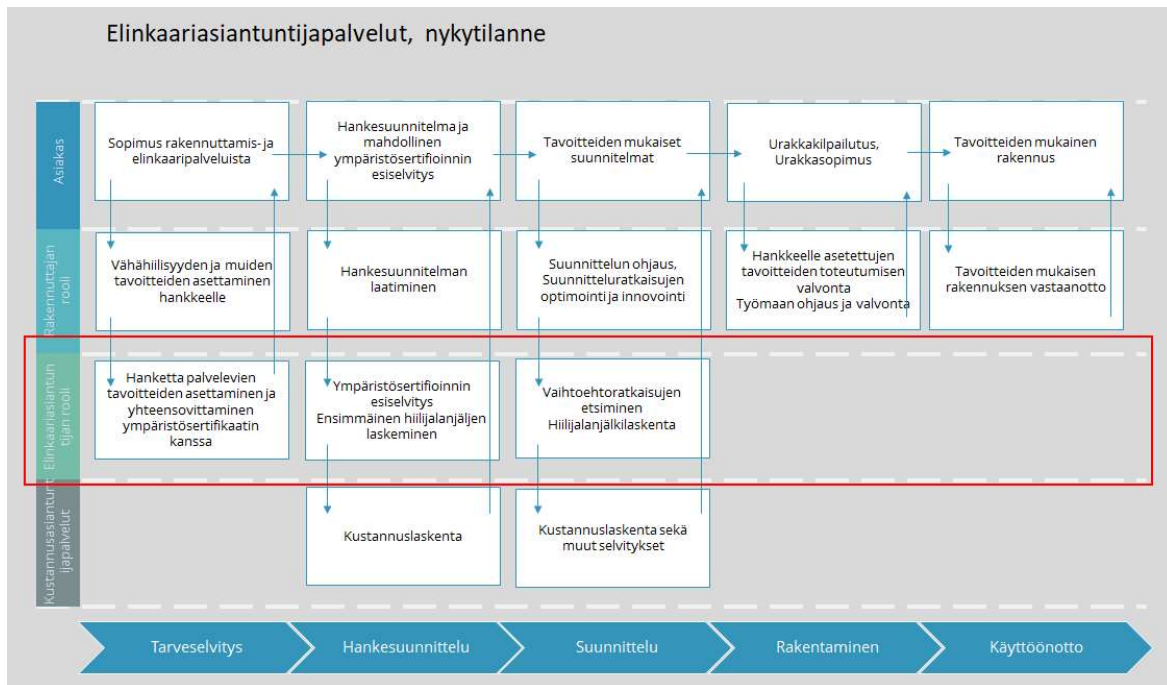 Elinkaariasiantuntijapalvelut, nykytilanne
Asiakas
Sopimus rakennuttamis- ja
elinkaaripalveluista
Hankesuunnitelma ja
mahdollinen
ympäristösertifioinnin
esiselvitys
Tavoitteiden mukaiset
suunnitelmat
Urakkakilpailutus,
Urakkasopimus
Tavoitteiden mukainen
rakennus
Rakennuttajan
rooli
Vähähiilisyyden ja muiden
tavoitteiden asettaminen
hankkeelle
Hankesuunnitelman
laatiminen
Suunnittelun ohjaus,
Suunnitteluratkaisujen
optimointi ja innovointi
Hankkeelle asetettujen
tavoitteiden toteutumisen
valvonta
Työmaan ohjaus ja valvonta
Tavoitteiden mukaisen
rakennuksen vastaanotto
Elinkaariasiantun
tijan rooli
Hanketta palvelevien
tavoitteiden asettaminen ja
yhteensovittaminen
ympäristösertifikaatin
kanssa
Ympäristösertifioinnin
esiselvitys
Ensimmäinen hiilijalanjäljen
laskeminen
Vaihtoehtoratkaisujen
etsiminen
Hiilijalanjälkilaskenta
Kustannusasiantunt
ijapalvelut
Kustannuslaskenta
Kustannuslaskenta sekä
muut selvitykset
Tarveselvitys
Hankesuunnittelu
Suunnittelu
Rakentaminen
Käyttöönotto